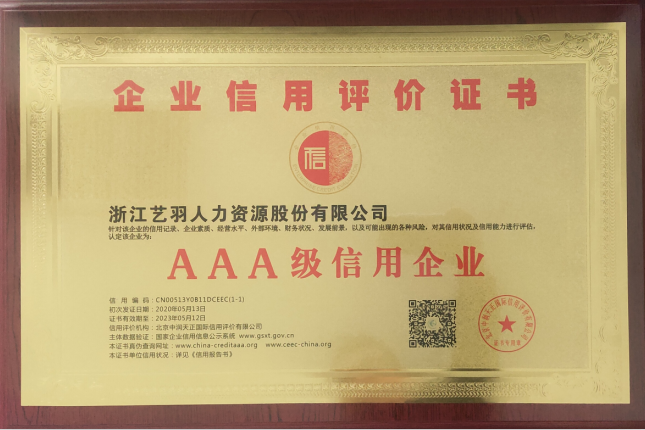 企业信用评价证书
信
浙江艺羽人力资源股份有限公司
针对该企业的信用记录、企业素质、经营水平、外部环境、财务状况、发展前景，以及可能出现的各种风险，对其信用状况及信用能力进行评估，
认定该企业为：
AAA级信用企业
信 用 编 码：CN00513Y0B11DCEEC(1-1)
初次发证日期：2020年05月13日
证书有效期至：2023年05月12日
信用评价机构：北京中润天正国际信用评价有限公司
主体数据验证：国家企业信用信息公示系统 www.gsxt.gov.cn
本证书真伪查询网址：www.china-creditaaa.org www.ceec-china.org
本证书单位信用状况：详见《信用报告书》